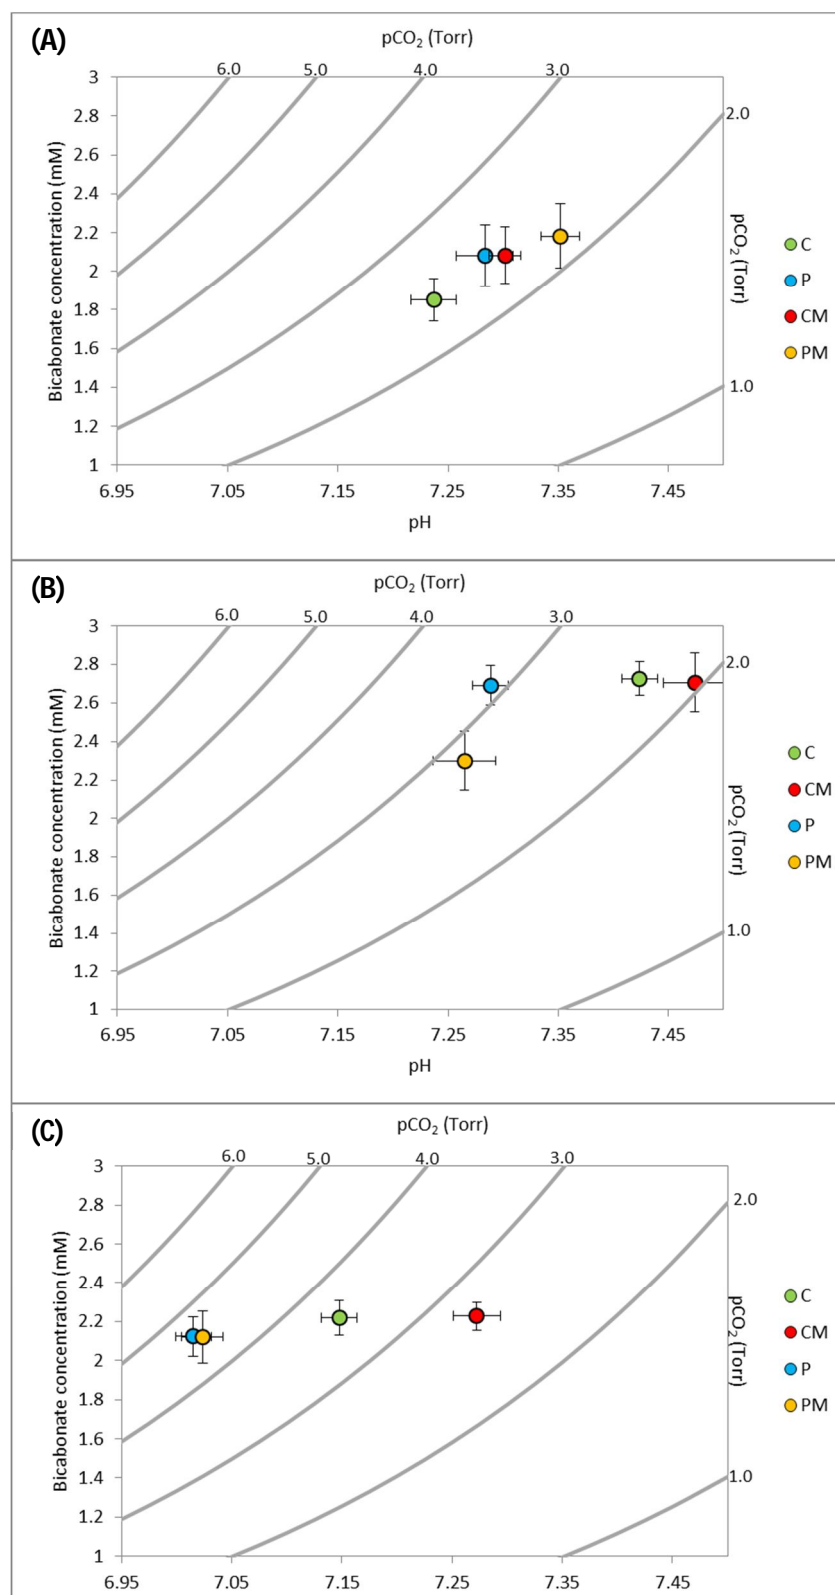 (A)
pCO2 (Torr)
6.0 5.0 4.0 3.0
3
2.8
2.6
2.4
2.2
2
1.8
1.6
1.4
1.2
1
Bicabonate concentration (mM)
2.0
1.0
pCO2 (Torr)
6.95 7.05 7.15 7.25 7.35 7.45
pH
C
P
CM
PM
(B)
pCO2 (Torr)
6.0 5.0 4.0 3.0
3
2.8
2.6
2.4
2.2
2
1.8
1.6
1.4
1.2
1
Bicabonate concentration (mM)
2.0
1.0
pCO2 (Torr)
6.95 7.05 7.15 7.25 7.35 7.45
pH
C
CM
P
PM
(C)
pCO2 (Torr)
6.0 5.0 4.0 3.0
3
2.8
2.6
2.4
2.2
2
1.8
1.6
1.4
1.2
1
Bicabonate concentration (mM)
2.0
1.0
pCO2 (Torr)
6.95 7.05 7.15 7.25 7.35 7.45
C
CM
P
PM